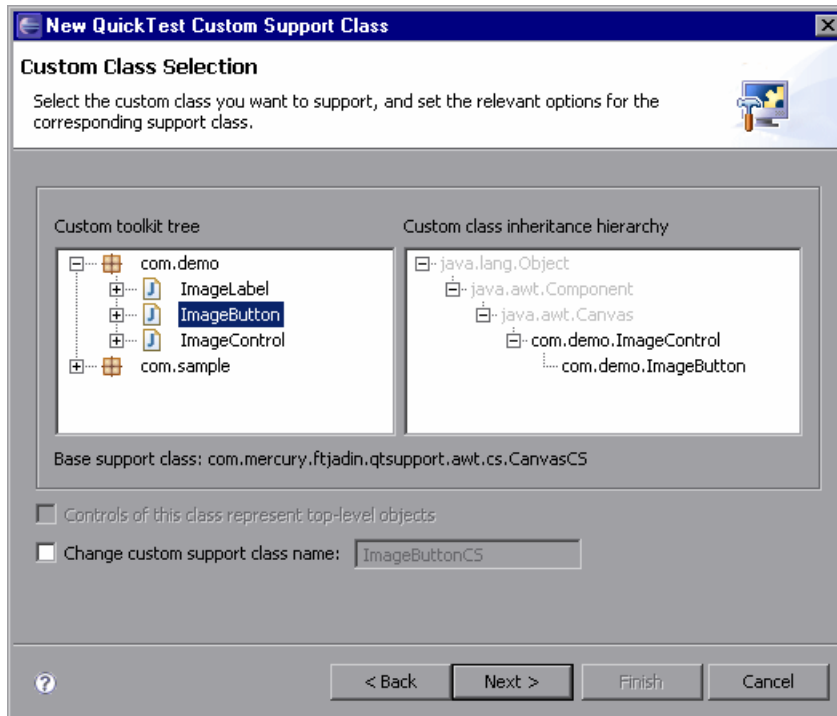 New QuickTest Custom Support Class
Custom Class Selection
Select the custom class you want to support, and set the relevant options for the
corresponding support class.
Custom toolkit tree
com.demo
ImageLabel
ImageButton
ImageControl
com.sample
Custom class inheritance hierarchy
java.lang.Object
java.awt.Component
java.awt.Canvas
com.demo.ImageControl
com.demo.ImageButton
Base support class: com.mercury.ftjadin.qtsupport.awt.cs.CanvasCS
Controls of this class represent top-level objects
Change custom support class name: ImageButtonCS
< Back Next > Finish Cancel